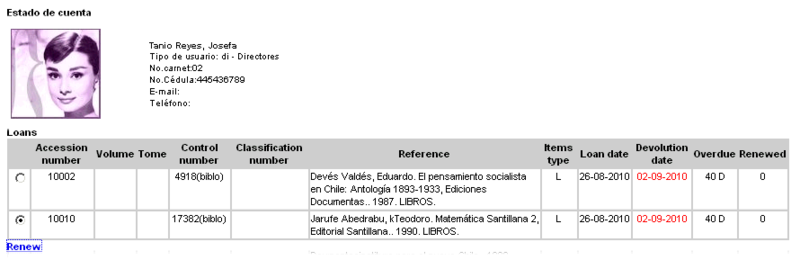 Estado de cuenta
Tanio Reyes, Josefa
Tipo de usuario: di - Directores
No.carnet:02
No.Cédula:445436789
E-mail:
Teléfono:
Loans
Accession number Volume Tome Control number Classification number Reference Items type Loan date Devolution date Overdue Renewed
10002 4918(biblo) Devés Valdés, Eduardo. El pensamiento socialista L 26-08-2010 02-09-2010 40 D 0
en Chile: Antología 1893-1933, Ediciones
Documentas.. 1987. LIBROS.
10010 17382(biblo) Jarufe Abedrabu, kTeodoro. Matemática Santillana 2, L 26-08-2010 02-09-2010 40 D 0
Editorial Santillana.. 1990. LIBROS.
Renew